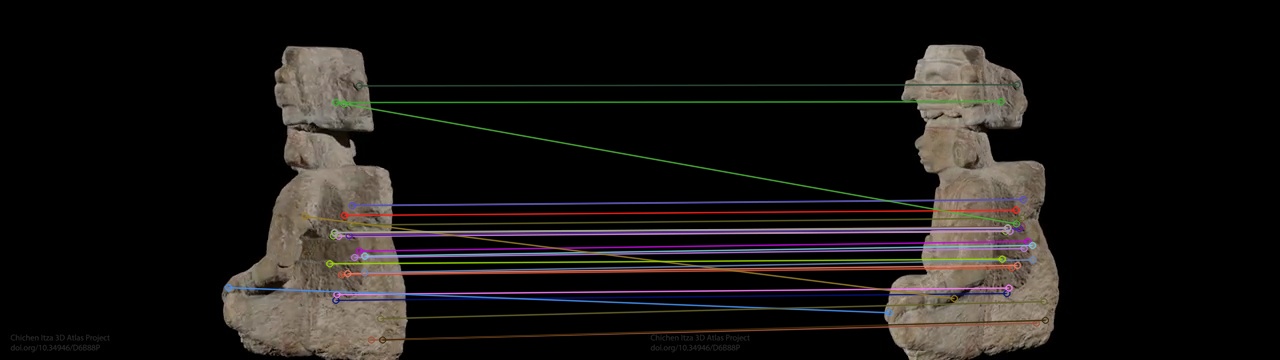 Chichen Itza 3D Atlas Project
doi.org/10.34946/D6B88P
Chichen Itza 3D Atlas Project
doi.org/10.34946/D6B88P